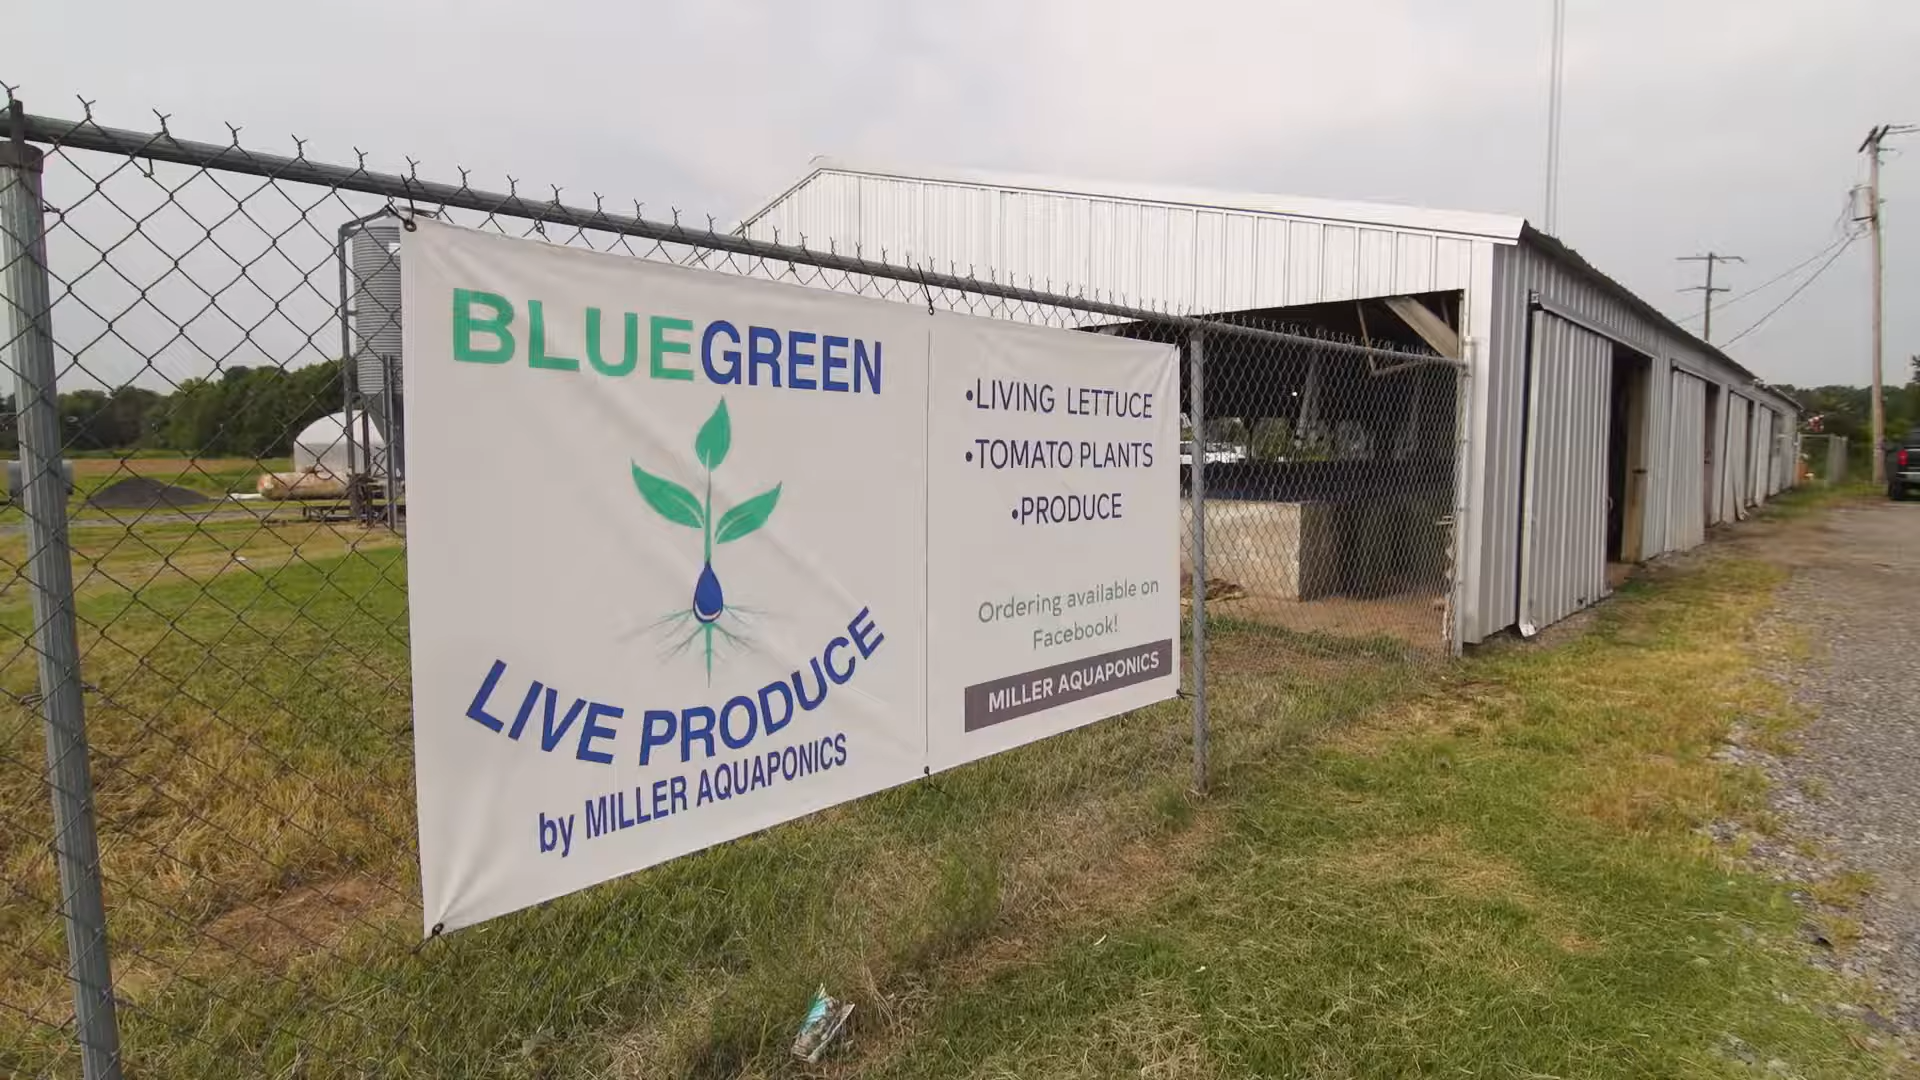 BLUEGREEN
LIVE PRODUCE
by MILLER AQUAPONICS
•LIVING LETTUCE
•TOMATO PLANTS
•PRODUCE
Ordering available on
Facebook!
MILLER AQUAPONICS